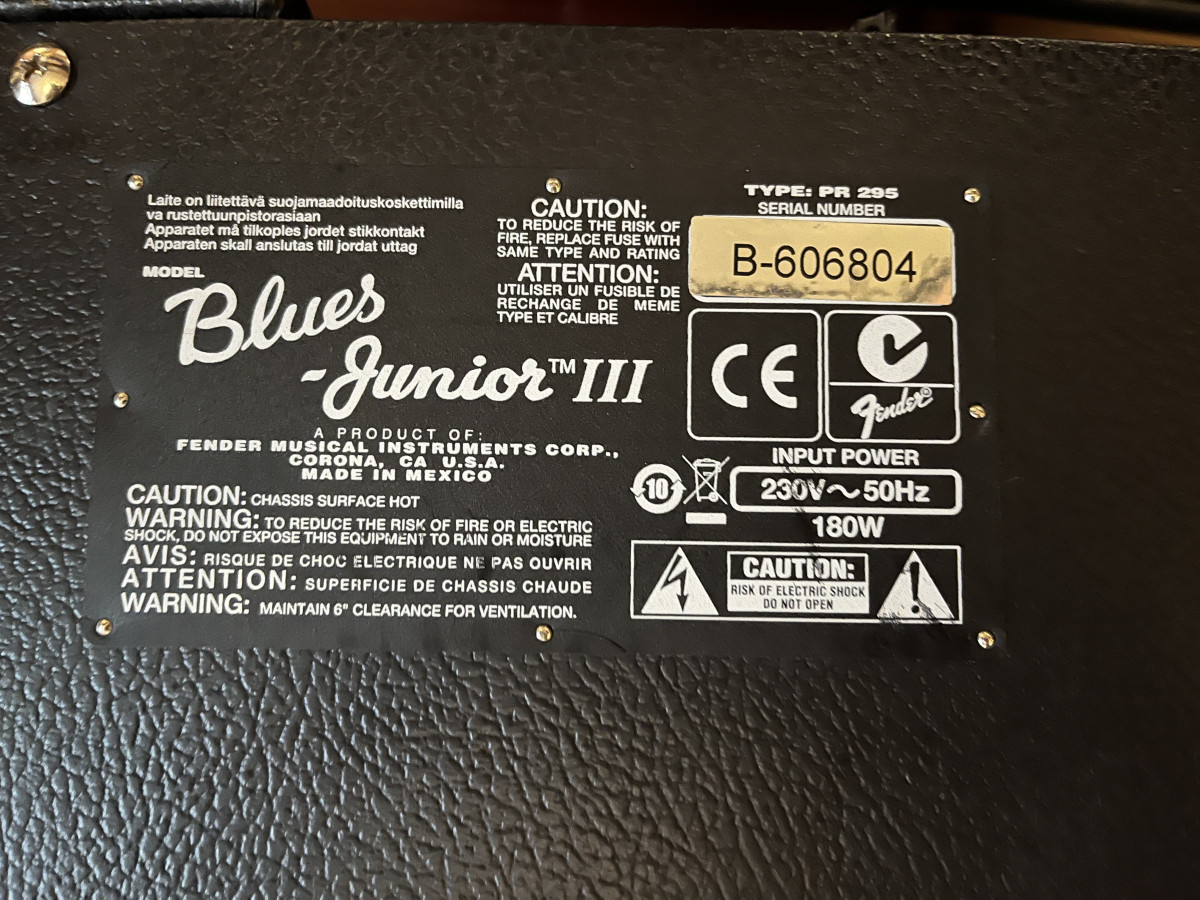 Laite on liitettävä suojamaadoituskoskettimilla
va rustettuunpistorasiaan
Apparatet må tilkoples jordet stikkontakt
Apparaten skall anslutas till jordat uttag
MODEL
Blues
-Junior™ III
A PRODUCT OF:
FENDER MUSICAL INSTRUMENTS CORP.,
CORONA, CA U.S.A.
MADE IN MEXICO
CAUTION: CHASSIS SURFACE HOT
WARNING: TO REDUCE THE RISK OF FIRE OR ELECTRIC
SHOCK, DO NOT EXPOSE THIS EQUIPMENT TO RAIN OR MOISTURE
AVIS: RISQUE DE CHOC ELECTRIQUE NE PAS OUVRIR
ATTENTION: SUPERFICIE DE CHASSIS CHAUDE
WARNING: MAINTAIN 6" CLEARANCE FOR VENTILATION.
CAUTION:
TO REDUCE THE RISK OF
FIRE, REPLACE FUSE WITH
SAME TYPE AND RATING
ATTENTION:
UTILISER UN FUSIBLE DE
RECHANGE DE MEME
TYPE ET CALIBRE
TYPE: PR 295
SERIAL NUMBER
B-606804
CE
Fender®
INPUT POWER
10
230V~50Hz
180W
CAUTION:
RISK OF ELECTRIC SHOCK
DO NOT OPEN